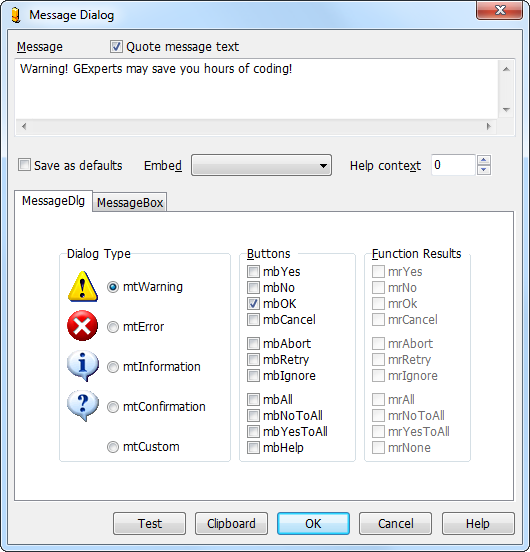 Message Dialog
Message Quote message text
Warning! GExperts may save you hours of coding!
Save as defaults Embed Help context 0
MessageDlg MessageBox
Dialog Type
mtWarning
mtError
mtInformation
mtConfirmation
mtCustom
Buttons
mbYes
mbNo
mbOK
mbCancel
mbAbort
mbRetry
mbIgnore
mbAll
mbNoToAll
mbYesToAll
mbHelp
Function Results
mrYes
mrNo
mrOk
mrCancel
mrAbort
mrRetry
mrIgnore
mrAll
mrNoToAll
mrYesToAll
mrNone
Test Clipboard OK Cancel Help